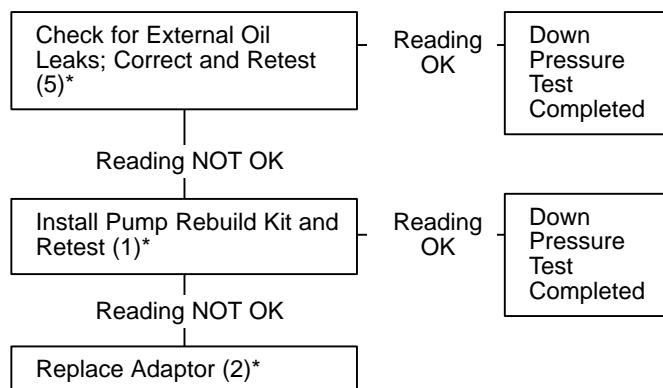 Check for External Oil
Leaks; Correct and Retest
(5)*
Reading
OK
Down
Pressure
Test
Completed
Reading NOT OK
Install Pump Rebuild Kit and
Retest (1)*
Reading
OK
Down
Pressure
Test
Completed
Reading NOT OK
Replace Adaptor (2)*